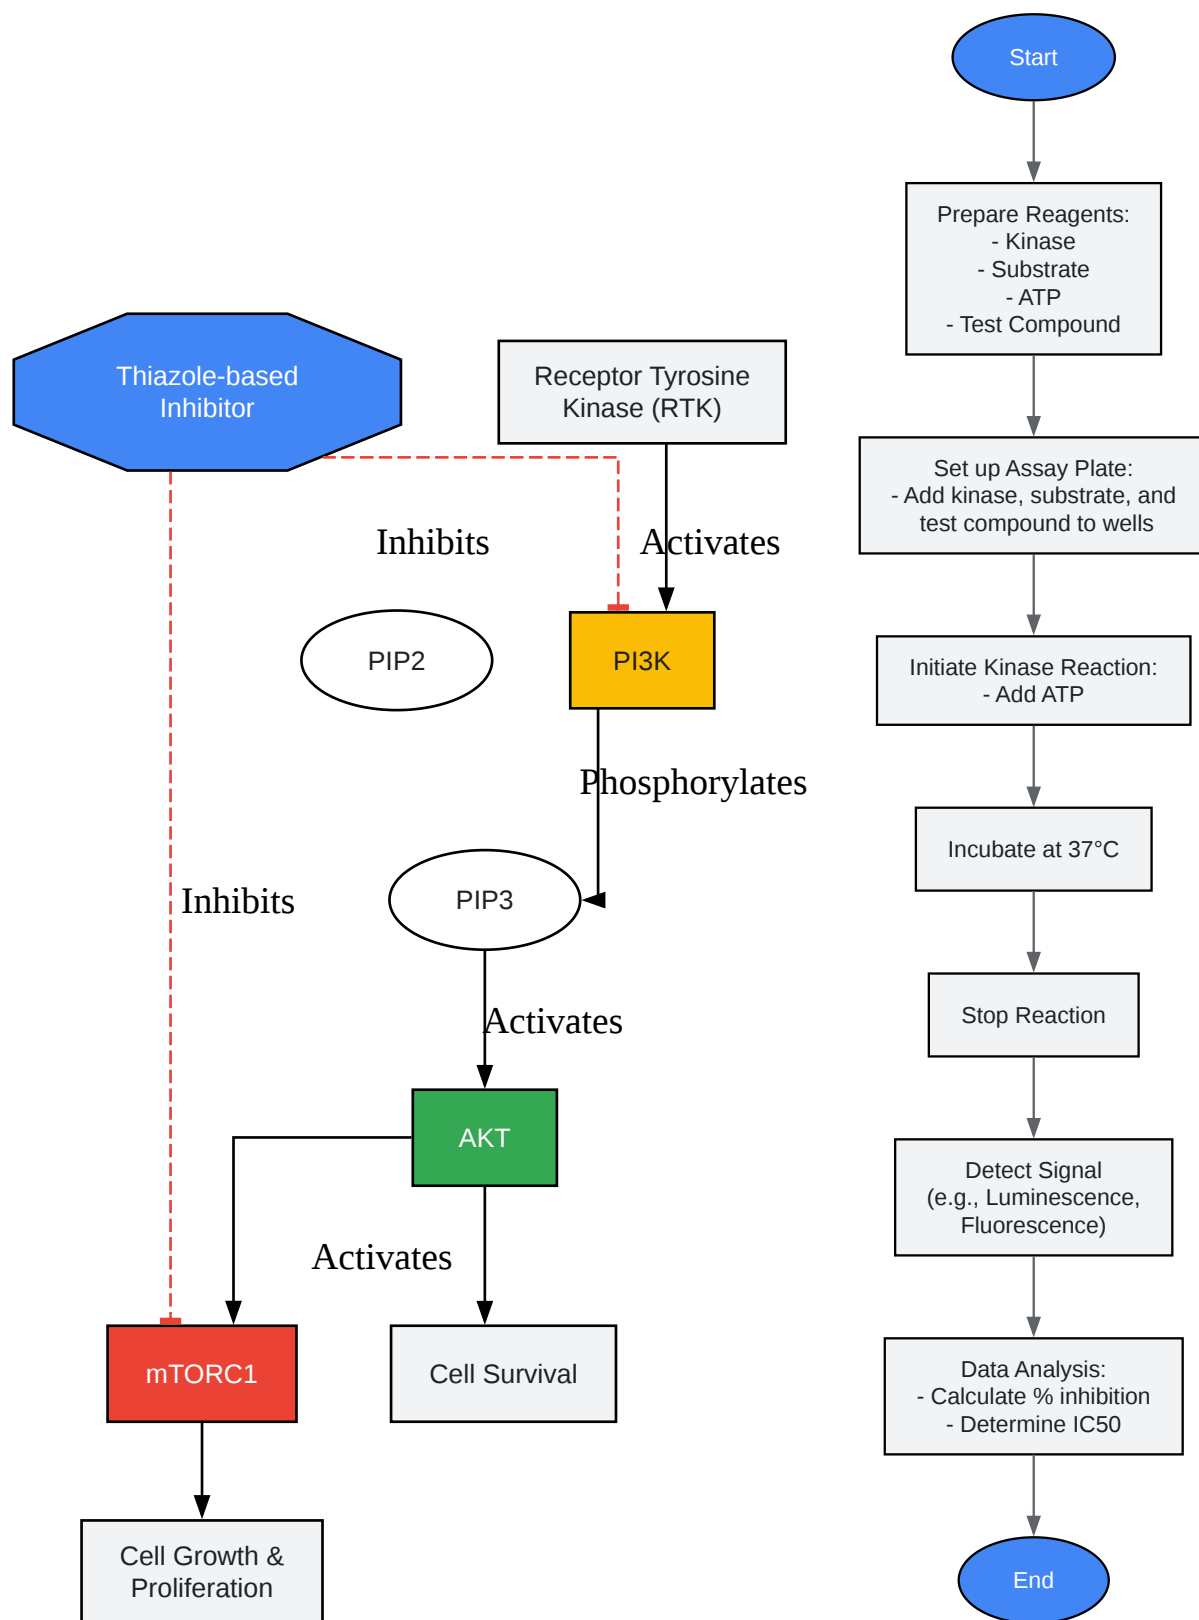 Thiazole-based
Inhibitor
Receptor Tyrosine
Kinase (RTK)
Inhibits
Activates
PIP2
PI3K
Phosphorylates
Inhibits
PIP3
Activates
AKT
Activates
mTORC1
Cell Survival
Cell Growth &
Proliferation
Start
Prepare Reagents:
- Kinase
- Substrate
- ATP
- Test Compound
Set up Assay Plate:
- Add kinase, substrate, and
test compound to wells
Initiate Kinase Reaction:
- Add ATP
Incubate at 37°C
Stop Reaction
Detect Signal
(e.g., Luminescence,
Fluorescence)
Data Analysis:
- Calculate % inhibition
- Determine IC50
End